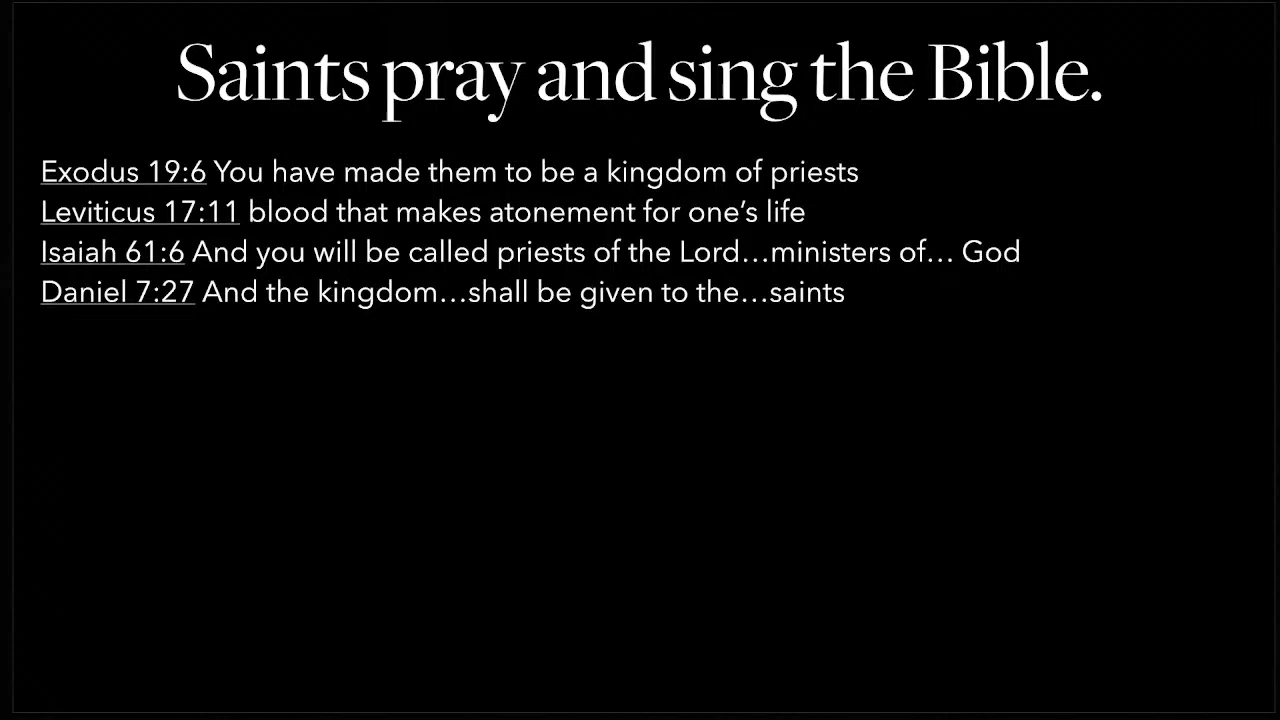 Saints pray and sing the Bible.
Exodus 19:6 You have made them to be a kingdom of priests
Leviticus 17:11 blood that makes atonement for one’s life
Isaiah 61:6 And you will be called priests of the Lord…ministers of… God
Daniel 7:27 And the kingdom…shall be given to the…saints